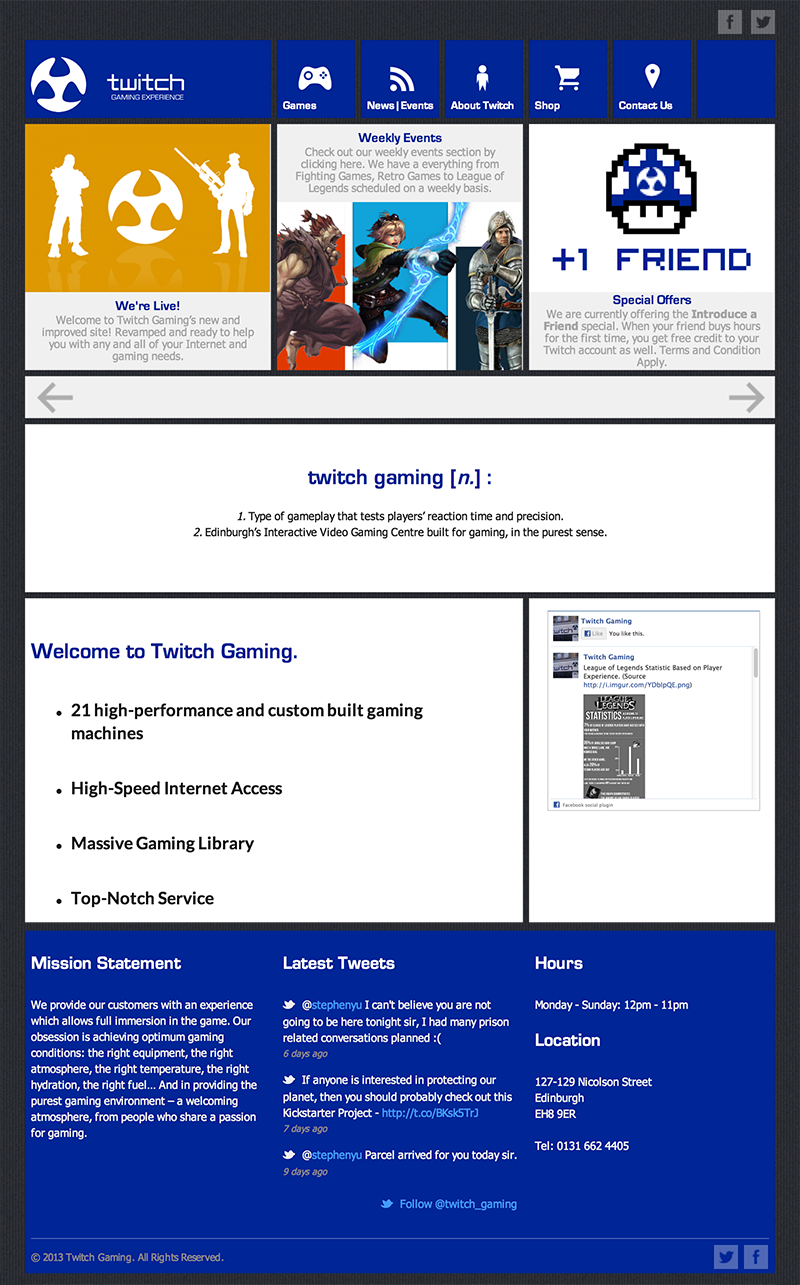 twitch
GAMING EXPERIENCE
Games
News | Events
About Twitch
Shop
Contact Us
We're Live!
Welcome to Twitch Gaming’s new and
improved site! Revamped and ready to help
you with any and all of your Internet and
gaming needs.
Weekly Events
Check out our weekly events section by
clicking here. We have a everything from
Fighting Games, Retro Games to League of
Legends scheduled on a weekly basis.
+1 FRIEND
Special Offers
We are currently offering the Introduce a
Friend special. When your friend buys hours
for the first time, you get free credit to your
Twitch account as well. Terms and Condition
Apply.
twitch gaming [n.] :
1. Type of gameplay that tests players’ reaction time and precision.
2. Edinburgh’s Interactive Video Gaming Centre built for gaming, in the purest sense.
Welcome to Twitch Gaming.
• 21 high-performance and custom built gaming
machines
• High-Speed Internet Access
• Massive Gaming Library
• Top-Notch Service
Twitch Gaming
Like You like this.
Twitch Gaming
League of Legends Statistic Based on Player
Experience. (Source
http://i.imgur.com/YDblpQE.png)
LEAGUE OF
LEGENDS
STATISTICS
Facebook social plugin
Mission Statement
We provide our customers with an experience
which allows full immersion in the game. Our
obsession is achieving optimum gaming
conditions: the right equipment, the right
atmosphere, the right temperature, the right
hydration, the right fuel... And in providing the
purest gaming environment – a welcoming
atmosphere, from people who share a passion
for gaming.
Latest Tweets
@stephenyu I can't believe you are not
going to be here tonight sir, I had many prison
related conversations planned :(
6 days ago
If anyone is interested in protecting our
planet, then you should probably check out this
Kickstarter Project - http://t.co/BKsk5TrJ
7 days ago
@stephenyu Parcel arrived for you today sir.
9 days ago
Follow @twitch_gaming
Hours
Monday - Sunday: 12pm - 11pm
Location
127-129 Nicolson Street
Edinburgh
EH8 9ER
Tel: 0131 662 4405
© 2013 Twitch Gaming. All Rights Reserved.